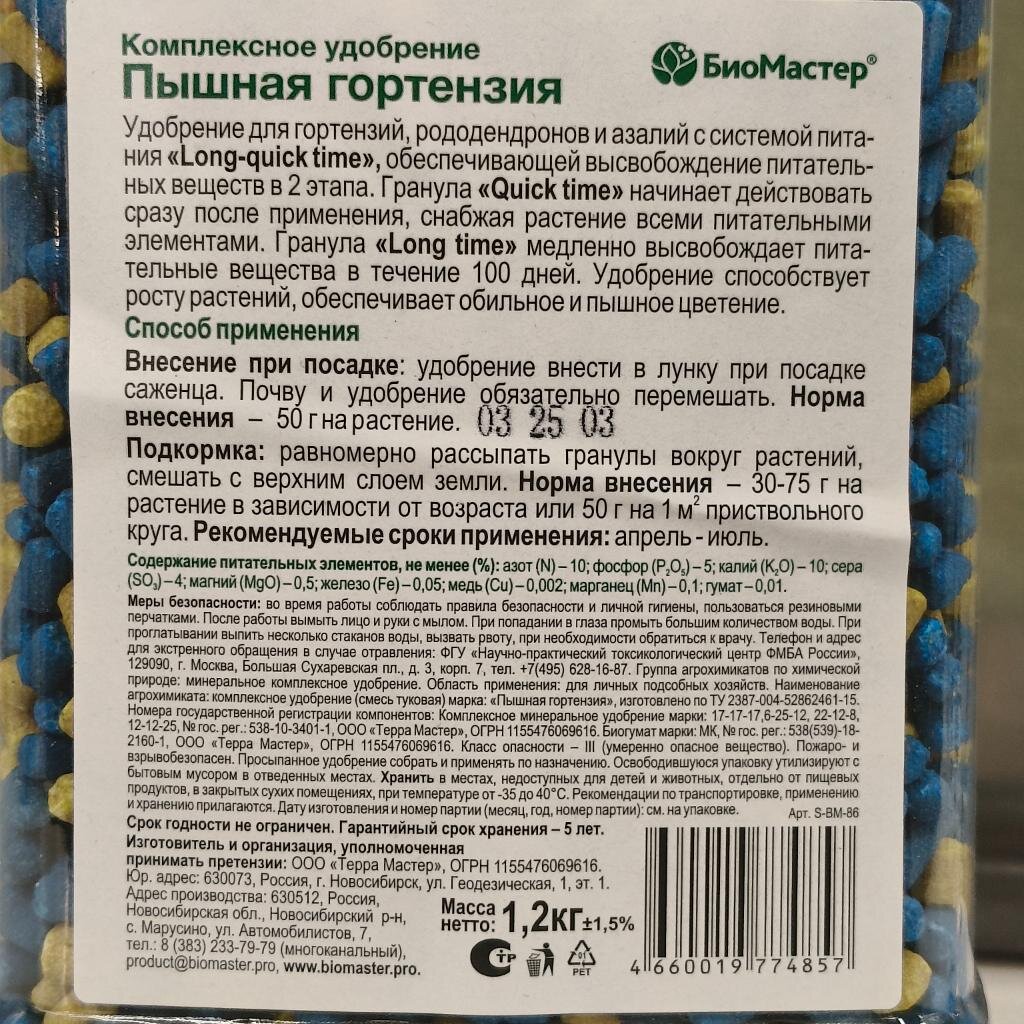 Комплексное удобрение
Пышная гортензия
БиоМастер®
Удобрение для гортензий, рододендронов и азалий с системой пита-
ния «Long-quick time», обеспечивающей высвобождение питатель-
ных веществ в 2 этапа. Гранула «Quick time» начинает действовать
сразу после применения, снабжая растение всеми питательными
элементами. Гранула «Long time» медленно высвобождает пита-
тельные вещества в течение 100 дней. Удобрение способствует
росту растений, обеспечивает обильное и пышное цветение.
Способ применения
Внесение при посадке: удобрение внести в лунку при посадке
саженца. Почву и удобрение обязательно перемешать. Норма
внесения – 50 г на растение.
03 25 03
Подкормка: равномерно рассыпать гранулы вокруг растений,
смешать с верхним слоем земли. Норма внесения – 30-75 г на
растение в зависимости от возраста или 50 г на 1 м² приствольного
круга. Рекомендуемые сроки применения: апрель - июль.
Содержание питательных элементов, не менее (%): азот (N) – 10; фосфор (P₂O₅) – 5; калий (K₂O) – 10; сера
(SO₃) – 4; магний (MgO) – 0,5; железо (Fe) – 0,05; медь (Cu) – 0,002; марганец (Mn) – 0,1; гумат – 0,01.
Меры безопасности: во время работы соблюдать правила безопасности и личной гигиены, пользоваться резиновыми
перчатками. После работы вымыть лицо и руки с мылом. При попадании в глаза промыть большим количеством воды. При
проглатывании выпить несколько стаканов воды, вызвать рвоту, при необходимости обратиться к врачу. Телефон и адрес
для экстренного обращения в случае отравления: ФГУ «Научно-практический токсикологический центр ФМБА России»,
129090, г. Москва, Большая Сухаревская пл., д. 3, корп. 7, тел. +7(495) 628-16-87. Группа агрохимикатов по химической
природе: минеральное комплексное удобрение. Область применения: для личных подсобных хозяйств. Наименование
агрохимиката: комплексное удобрение (смесь туковая) марка: «Пышная гортензия», изготовлено по ТУ 2387-004-52862461-15.
Номера государственной регистрации компонентов: Комплексное минеральное удобрение марки: 17-17-17,6-25-12, 22-12-8,
12-12-25, № гос. рег.: 538-10-3401-1, ООО «Терра Мастер», ОГРН 1155476069616. Биогумат марки: МК, № гос. рег.: 538(539)-18-
2160-1, ООО «Терра Мастер», ОГРН 1155476069616. Класс опасности – III (умеренно опасное вещество). Пожаро- и
взрывобезопасен. Просыпанное удобрение собрать и применять по назначению. Освободившуюся упаковку утилизируют с
бытовым мусором в отведенных местах. Хранить в местах, недоступных для детей и животных, отдельно от пищевых
продуктов, в закрытых сухих помещениях, при температуре от -35 до 40°С. Рекомендации по транспортировке, применению
и хранению прилагаются. Дату изготовления и номер партии (месяц, год, номер партии): см. на упаковке.
Арт. S-BM-86
Срок годности не ограничен. Гарантийный срок хранения – 5 лет.
Изготовитель и организация, уполномоченная
принимать претензии: ООО «Терра Мастер», ОГРН 1155476069616.
Юр. адрес: 630073, Россия, г. Новосибирск, ул. Геодезическая, 1, эт. 1.
Адрес производства: 630512, Россия,
Новосибирская обл., Новосибирский р-н,
с. Марусино, ул. Автомобилистов, 7,
тел.: 8 (383) 233-79-79 (многоканальный),
product@biomaster.pro, www.biomaster.pro.
Масса
нетто: 1,2кг±1,5%
СТР
01
PET
4 660019 774857